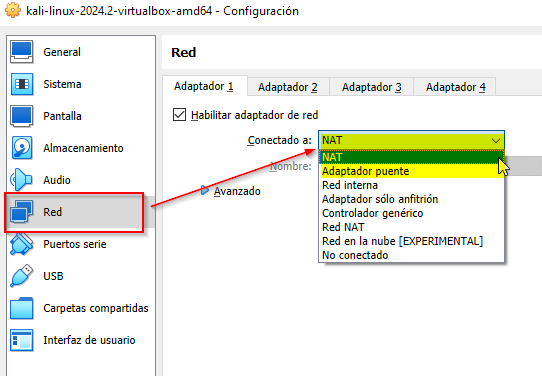 kali-linux-2024.2-virtualbox-amd64 - Configuración
General
Sistema
Pantalla
Almacenamiento
Audio
Red
Puertos serie
USB
Carpetas compartidas
Interfaz de usuario
Red
Adaptador 1 Adaptador 2 Adaptador 3 Adaptador 4
Habilitar adaptador de red
Conectado a: NAT
Nombre:
Avanzado
NAT
Adaptador puente
Red interna
Adaptador sólo anfitrión
Controlador genérico
Red NAT
Red en la nube [EXPERIMENTAL]
No conectado